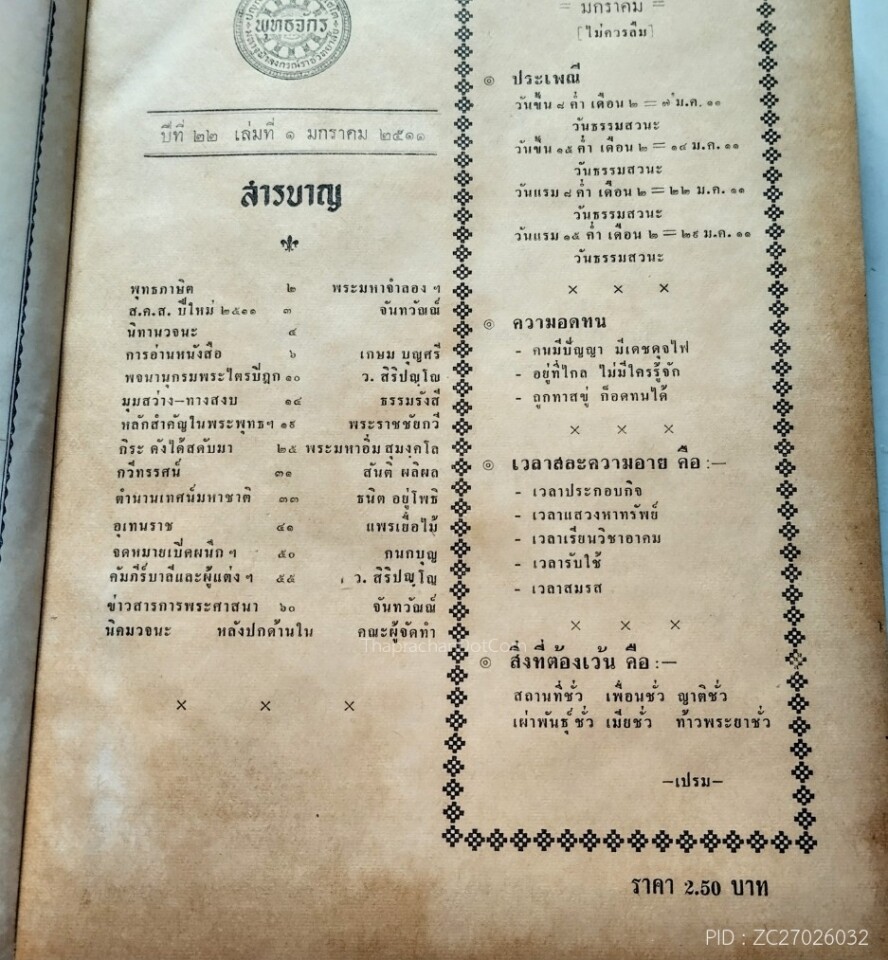 พุทธจักร
ปีที่ ๒๒ เล่มที่ ๑ มกราคม ๒๕๑๑
สารบาญ
พุทธภาษิต ๒ พระมหาจำลอง ฯ
ส.ค.ส. ปีใหม่ ๒๕๑๑ ๓ จันทวัณณ์
นิทานวจนะ ๔
การอ่านหนังสือ ๖ เกษม บุญศรี
พจนานุกรมพระไตรปิฎก ๑๐ ว. สิริปญฺโญ
มุมสว่าง–ทางสงบ ๑๔ ธรรมรังสี
หลักสำคัญในพระพุทธฯ ๑๙ พระราชชัยกวี
กิระ ดังได้สดับมา ๒๕ พระมหาอิ่ม สุมงฺคโล
กวีทรรศน์ ๓๑ สันติ ผลิผล
ตำนานเทศน์มหาชาติ ๓๓ ธนิต อยู่โพธิ
อุเทนราช ๔๑ แพรเยื่อไม้
จดหมายเปิดผนึก ฯ ๕๐ กนกบุญ
คัมภีร์บาลีและผู้แต่ง ฯ ๕๕ ว. สิริปญฺโญ
ข่าวสารการพระศาสนา ๖๐ จันทวัณณ์
นิคมวจนะ หลังปกด้านใน คณะผู้จัดทำ
× × ×
= มกราคม =
[ ไม่ควรลืม ]
๏ ประเพณี
วันขึ้น ๘ ค่ำ เดือน ๒ = ๗ ม.ค. ๑๑
วันธรรมสวนะ
วันขึ้น ๑๕ ค่ำ เดือน ๒ = ๑๔ ม.ค. ๑๑
วันธรรมสวนะ
วันแรม ๘ ค่ำ เดือน ๒ = ๒๒ ม.ค. ๑๑
วันธรรมสวนะ
วันแรม ๑๕ ค่ำ เดือน ๒ = ๒๙ ม.ค. ๑๑
วันธรรมสวนะ
× × ×
๏ ความอดทน
- คนมีปัญญา มีเดชดุจไฟ
- อยู่ที่ไกล ไม่มีใครรู้จัก
- ถูกทาสขู่ ก็อดทนได้
× × ×
๏ เวลาสละความอาย คือ :—
- เวลาประกอบกิจ
- เวลาแสวงหาทรัพย์
- เวลาเรียนวิชาอาคม
- เวลารับใช้
- เวลาสมรส
× × ×
๏ สิ่งที่ต้องเว้น คือ :—
สถานที่ชั่ว เพื่อนชั่ว ญาติชั่ว
เผ่าพันธุ์ชั่ว เมียชั่ว ท้าวพระยาชั่ว
—เปรม—
ราคา 2.50 บาท
PID : ZC27026032